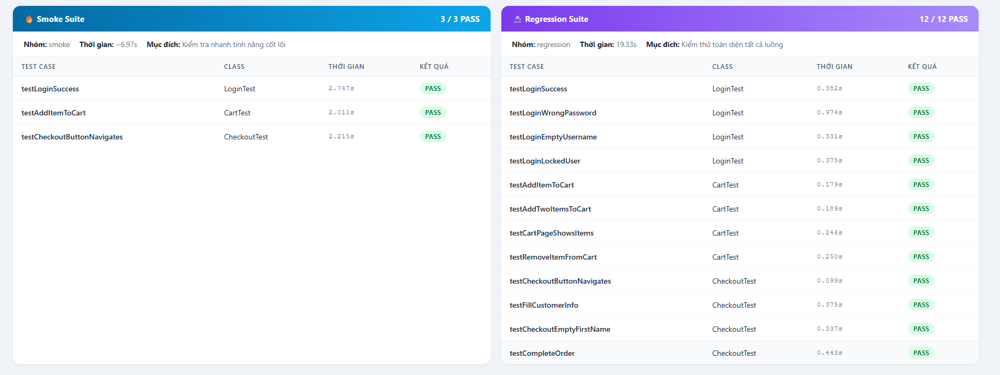 Smoke Suite 3 / 3 PASS
Nhóm: smoke Thời gian: ~6.97s Mục đích: Kiểm tra nhanh tính năng cốt lõi
TEST CASE CLASS THỜI GIAN KẾT QUẢ
testLoginSuccess LoginTest 2.747s PASS
testAddItemToCart CartTest 2.011s PASS
testCheckoutButtonNavigates CheckoutTest 2.215s PASS
Regression Suite 12 / 12 PASS
Nhóm: regression Thời gian: 19.33s Mục đích: Kiểm thử toàn diện tất cả luồng
TEST CASE CLASS THỜI GIAN KẾT QUẢ
testLoginSuccess LoginTest 0.382s PASS
testLoginWrongPassword LoginTest 0.974s PASS
testLoginEmptyUsername LoginTest 0.331s PASS
testLoginLockedUser LoginTest 0.375s PASS
testAddItemToCart CartTest 0.179s PASS
testAddTwoItemsToCart CartTest 0.189s PASS
testCartPageShowsItems CartTest 0.246s PASS
testRemoveItemFromCart CartTest 0.250s PASS
testCheckoutButtonNavigates CheckoutTest 0.099s PASS
testFillCustomerInfo CheckoutTest 0.375s PASS
testCheckoutEmptyFirstName CheckoutTest 0.337s PASS
testCompleteOrder CheckoutTest 0.443s PASS